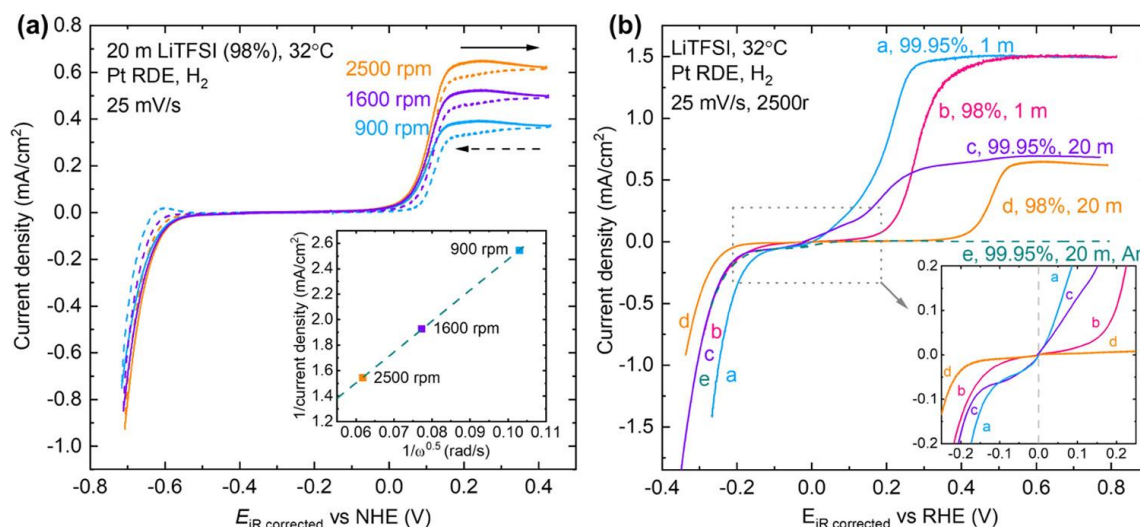 (a)
0.8
0.6
0.4
0.2
0.0
-0.2
-0.4
-0.6
-0.8
-1.0
Current density (mA/cm²)
20 m LiTFSI (98%), 32°C
Pt RDE, H₂
25 mV/s
2500 rpm
1600 rpm
900 rpm
2.6
2.4
2.2
2.0
1.8
1.6
1.4
1.2
1/current density (mA/cm²)
900 rpm
1600 rpm
2500 rpm
0.06 0.07 0.08 0.09 0.10 0.11
1/ω^0.5 (rad/s)
-0.8 -0.6 -0.4 -0.2 0.0 0.2 0.4
E iR corrected vs NHE (V)
(b)
1.5
1.0
0.5
0.0
-0.5
-1.0
-1.5
Current density (mA/cm²)
LiTFSI, 32°C
Pt RDE, H₂
25 mV/s, 2500r
a, 99.95%, 1 m
b, 98%, 1 m
c, 99.95%, 20 m
d, 98%, 20 m
e, 99.95%, 20 m, Ar
d
b
c
e
a
0.2
0.1
0.0
-0.1
-0.2
a
c
b
d
d
b
c
a
-0.2 -0.1 0.0 0.1 0.2
-0.4 -0.2 0.0 0.2 0.4 0.6 0.8
E iR corrected vs RHE (V)